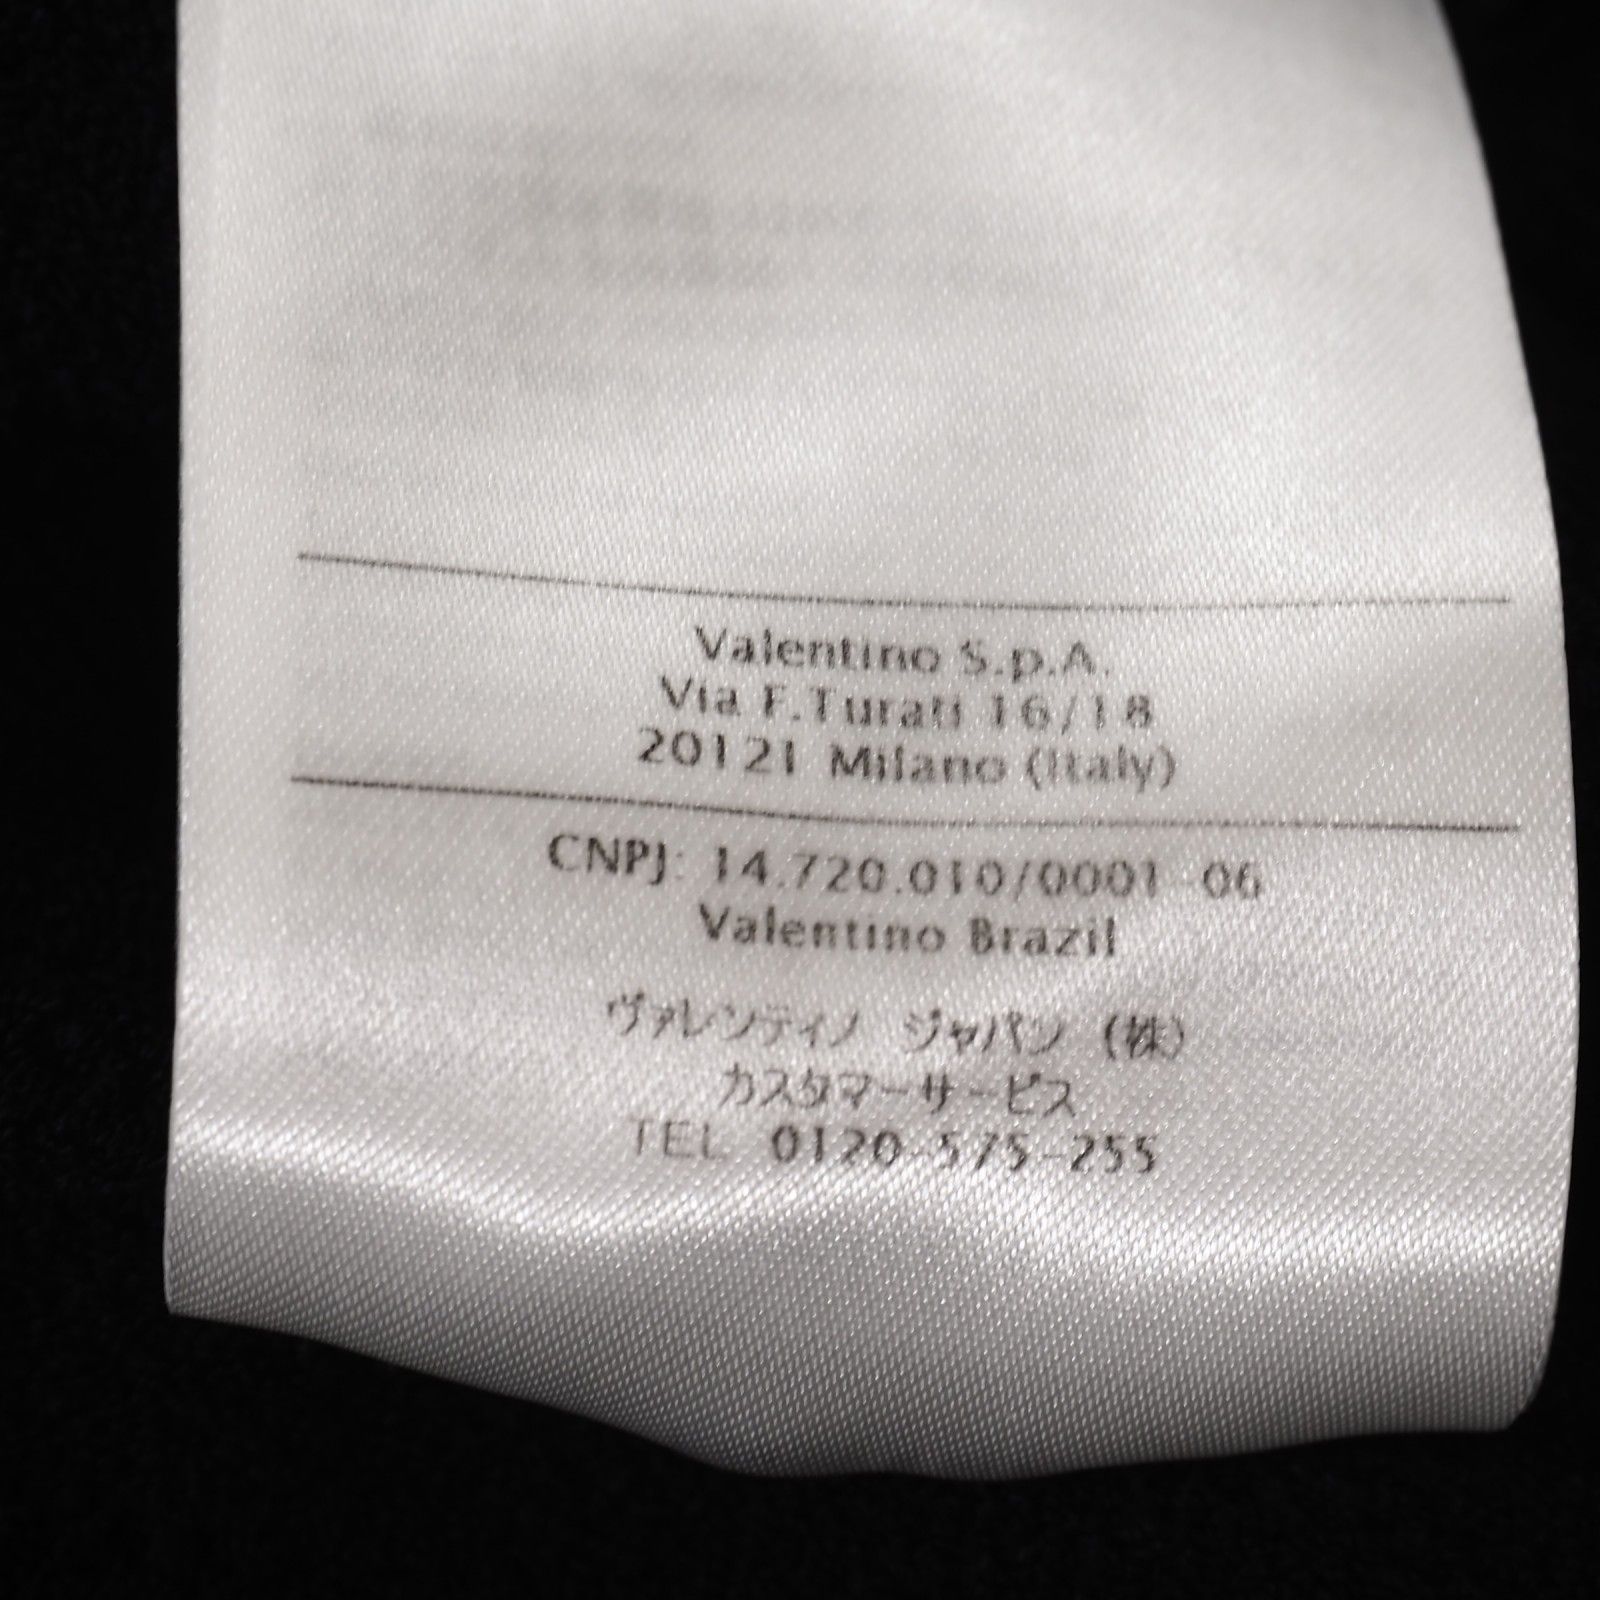 Valentino S.p.A.
Via F.Turati 16/18
20121 Milano (Italy)
CNPJ: 14.720.010/0001-06
Valentino Brazil
ヴァレンティノ ジャパン (株)
カスタマーサービス
TEL 0120-575-255